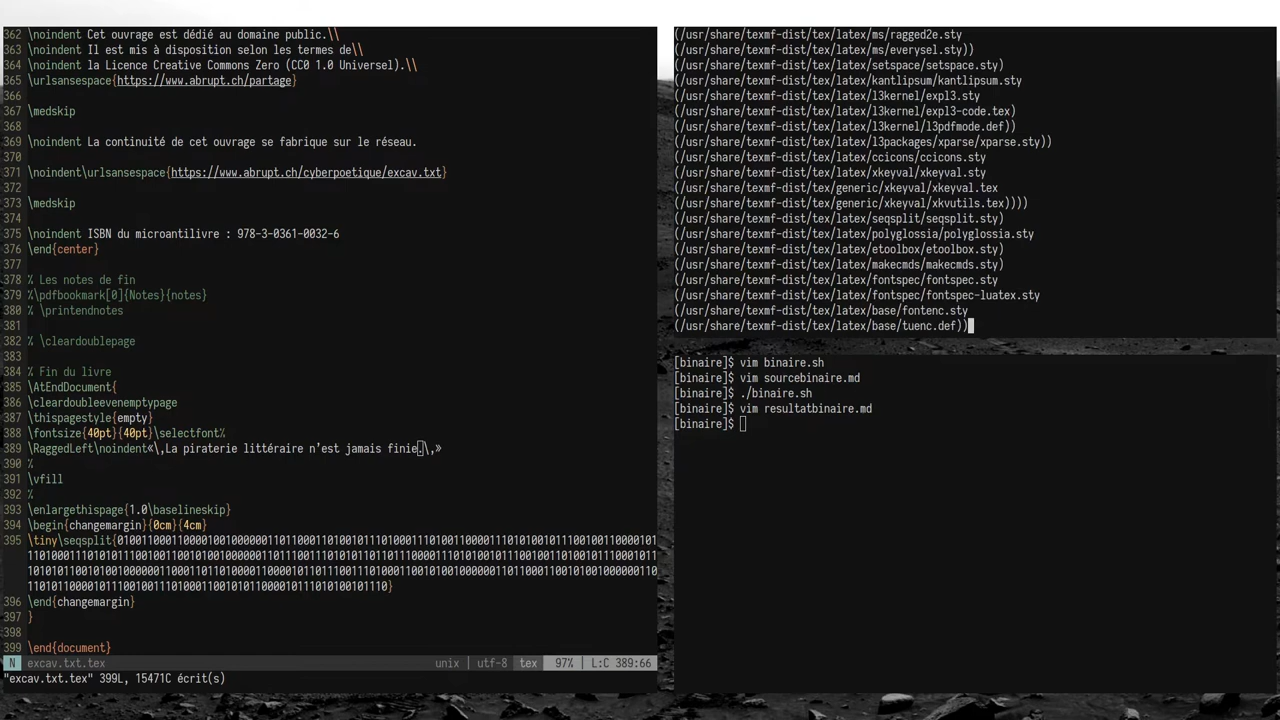 362 \noindent Cet ouvrage est dédié au domaine public.\\
363 \noindent Il est mis à disposition selon les termes de\\
364 \noindent la Licence Creative Commons Zero (CC0 1.0 Universel).\\
365 \urlsansespace{https://www.abrupt.ch/partage}
366
367 \medskip
368
369 \noindent La continuité de cet ouvrage se fabrique sur le réseau.
370
371 \noindent\urlsansespace{https://www.abrupt.ch/cyberpoetique/excav.txt}
372
373 \medskip
374
375 \noindent ISBN du microantilivre : 978-3-0361-0032-6
376 \end{center}
377
378 % Les notes de fin
379 %\pdfbookmark[0]{Notes}{notes}
380 % \printendnotes
381
382 % \cleardoublepage
383
384 % Fin du livre
385 \AtEndDocument{
386 \cleardoubleevenemptypage
387 \thispagestyle{empty}
388 \fontsize{40pt}{40pt}\selectfont%
389 \RaggedLeft\noindent«\,La piraterie littéraire n’est jamais finie.\,»
390 %
391 \vfill
392 %
393 \enlargethispage{1.0\baselineskip}
394 \begin{changemargin}{0cm}{4cm}
395 \tiny\seqsplit{
396 \end{changemargin}
397 }
398
399 \end{document}
N excav.txt.tex unix | utf-8 | tex 97% L:C 389:66
"excav.txt.tex" 399L, 15471C écrit(s)
(/usr/share/texmf-dist/tex/latex/ms/ragged2e.sty
(/usr/share/texmf-dist/tex/latex/ms/everysel.sty))
(/usr/share/texmf-dist/tex/latex/setspace/setspace.sty)
(/usr/share/texmf-dist/tex/latex/kantlipsum/kantlipsum.sty
(/usr/share/texmf-dist/tex/latex/l3kernel/expl3.sty
(/usr/share/texmf-dist/tex/latex/l3kernel/expl3-code.tex)
(/usr/share/texmf-dist/tex/latex/l3kernel/l3pdfmode.def))
(/usr/share/texmf-dist/tex/latex/l3packages/xparse/xparse.sty))
(/usr/share/texmf-dist/tex/latex/ccicons/ccicons.sty
(/usr/share/texmf-dist/tex/latex/xkeyval/xkeyval.sty
(/usr/share/texmf-dist/tex/generic/xkeyval/xkeyval.tex
(/usr/share/texmf-dist/tex/generic/xkeyval/xkvutils.tex))))
(/usr/share/texmf-dist/tex/latex/seqsplit/seqsplit.sty)
(/usr/share/texmf-dist/tex/latex/polyglossia/polyglossia.sty
(/usr/share/texmf-dist/tex/latex/etoolbox/etoolbox.sty)
(/usr/share/texmf-dist/tex/latex/makecmds/makecmds.sty)
(/usr/share/texmf-dist/tex/latex/fontspec/fontspec.sty
(/usr/share/texmf-dist/tex/latex/fontspec/fontspec-luatex.sty
(/usr/share/texmf-dist/tex/latex/base/fontenc.sty
(/usr/share/texmf-dist/tex/latex/base/tuenc.def))
[binaire]$ vim binaire.sh
[binaire]$ vim sourcebinaire.md
[binaire]$ ./binaire.sh
[binaire]$ vim resultatbinaire.md
[binaire]$